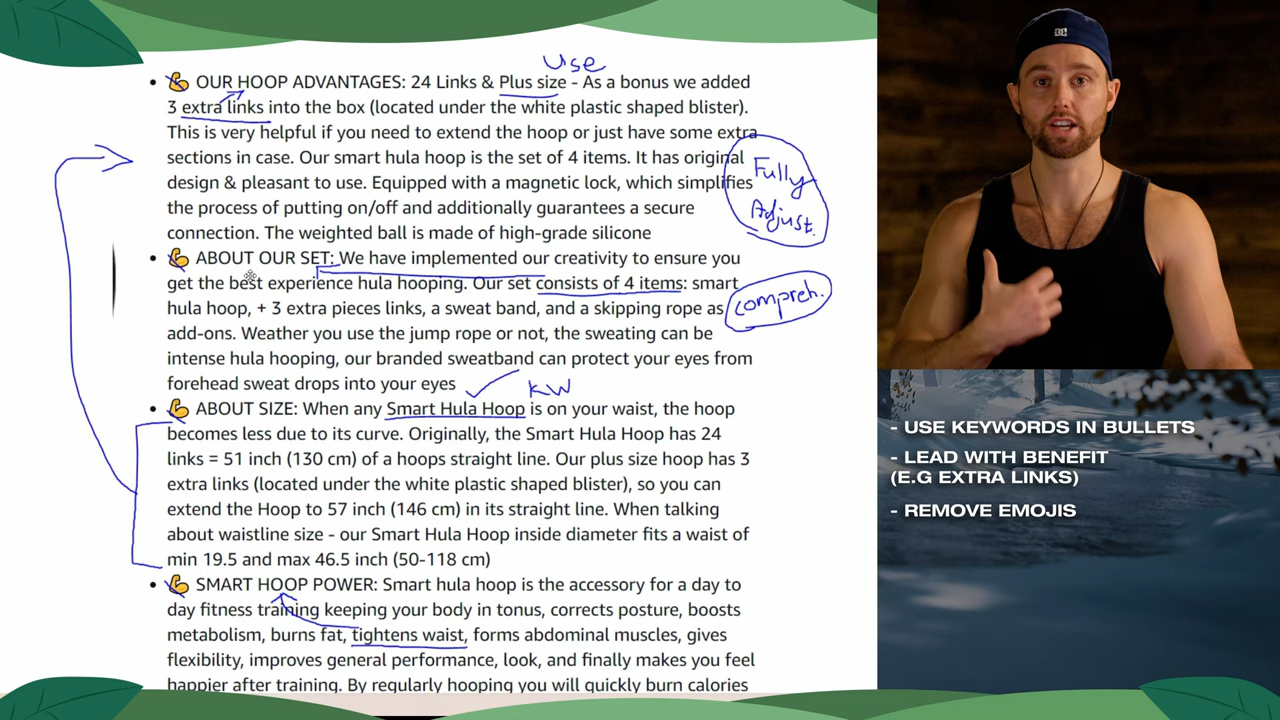 use
💪 OUR HOOP ADVANTAGES: 24 Links & Plus size - As a bonus we added
3 extra links into the box (located under the white plastic shaped blister).
This is very helpful if you need to extend the hoop or just have some extra
sections in case. Our smart hula hoop is the set of 4 items. It has original
design & pleasant to use. Equipped with a magnetic lock, which simplifies
the process of putting on/off and additionally guarantees a secure
connection. The weighted ball is made of high-grade silicone
Fully
Adjust.
💪 ABOUT OUR SET: We have implemented our creativity to ensure you
get the best experience hula hooping. Our set consists of 4 items: smart
hula hoop, + 3 extra pieces links, a sweat band, and a skipping rope as
add-ons. Weather you use the jump rope or not, the sweating can be
intense hula hooping, our branded sweatband can protect your eyes from
forehead sweat drops into your eyes
compreh.
KW
💪 ABOUT SIZE: When any Smart Hula Hoop is on your waist, the hoop
becomes less due to its curve. Originally, the Smart Hula Hoop has 24
links = 51 inch (130 cm) of a hoops straight line. Our plus size hoop has 3
extra links (located under the white plastic shaped blister), so you can
extend the Hoop to 57 inch (146 cm) in its straight line. When talking
about waistline size - our Smart Hula Hoop inside diameter fits a waist of
min 19.5 and max 46.5 inch (50-118 cm)
💪 SMART HOOP POWER: Smart hula hoop is the accessory for a day to
day fitness training keeping your body in tonus, corrects posture, boosts
metabolism, burns fat, tightens waist, forms abdominal muscles, gives
flexibility, improves general performance, look, and finally makes you feel
happier after training. By regularly hooping you will quickly burn calories
DC
- USE KEYWORDS IN BULLETS
- LEAD WITH BENEFIT
(E.G EXTRA LINKS)
- REMOVE EMOJIS